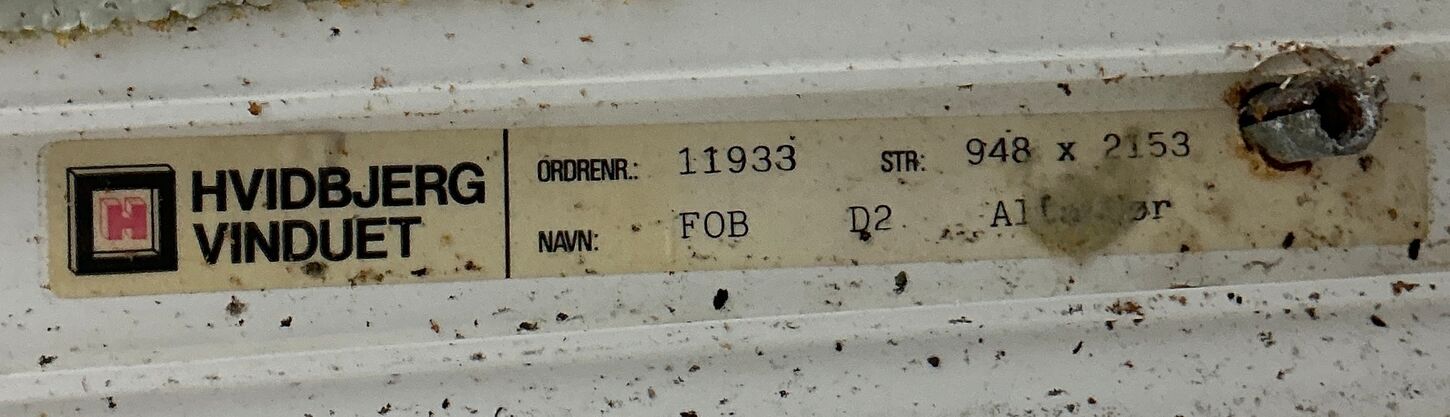 H
HVIDBJERG
VINDUET
ORDRENR.: 11933 STR: 948 x 2153
NAVN: FOB D2